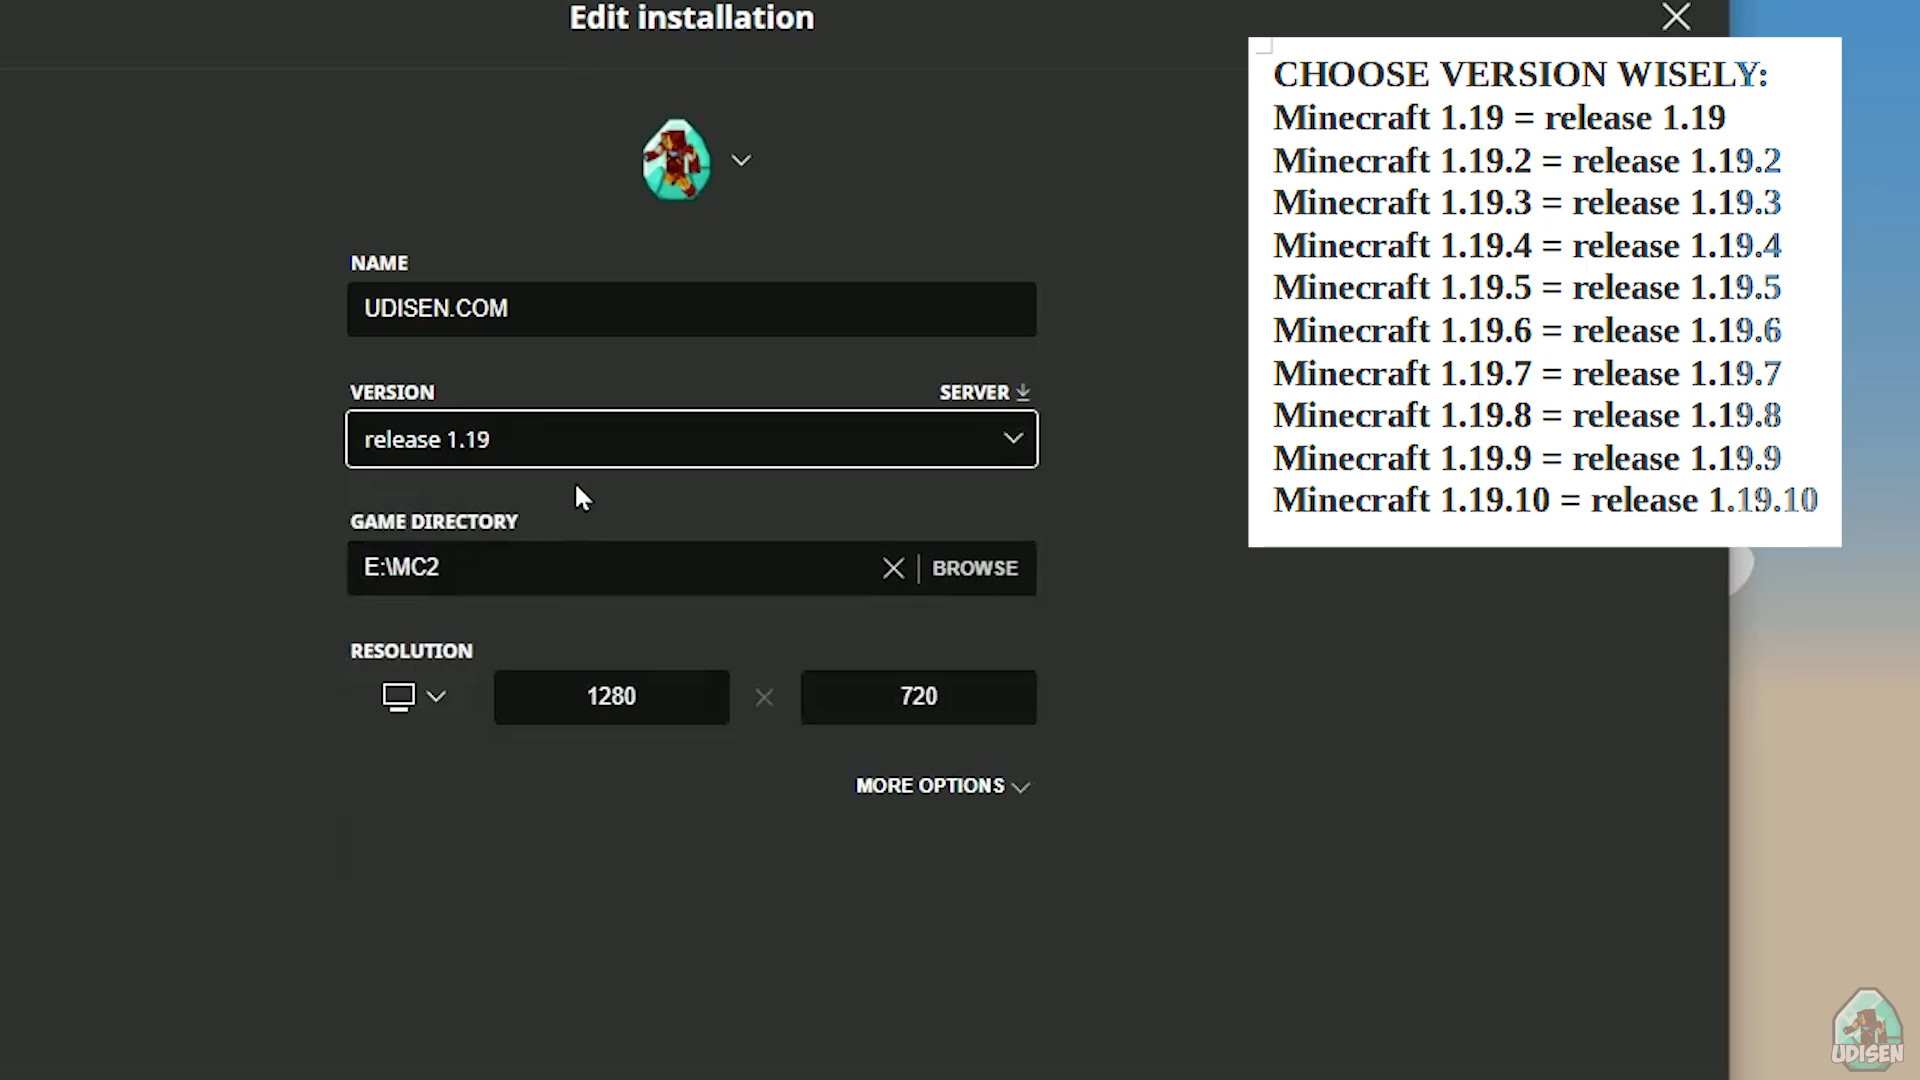 Edit installation
CHOOSE VERSION WISELY:
Minecraft 1.19 = release 1.19
Minecraft 1.19.2 = release 1.19.2
Minecraft 1.19.3 = release 1.19.3
Minecraft 1.19.4 = release 1.19.4
Minecraft 1.19.5 = release 1.19.5
Minecraft 1.19.6 = release 1.19.6
Minecraft 1.19.7 = release 1.19.7
Minecraft 1.19.8 = release 1.19.8
Minecraft 1.19.9 = release 1.19.9
Minecraft 1.19.10 = release 1.19.10
NAME
UDISEN.COM
VERSION SERVER
release 1.19
GAME DIRECTORY
E:\MC2 BROWSE
RESOLUTION
1280 720
MORE OPTIONS
UDISEN